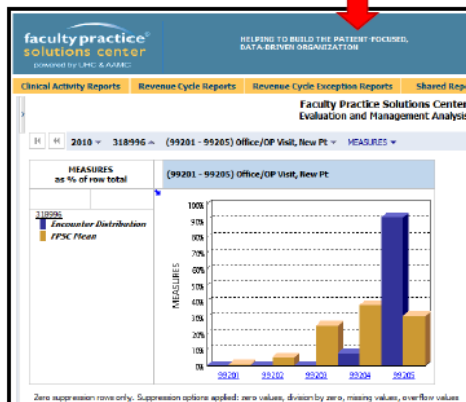 faculty practice®
solutions center
powered by UHC & AAMC
HELPING TO BUILD THE PATIENT-FOCUSED,
DATA-DRIVEN ORGANIZATION
Clinical Activity Reports Revenue Cycle Reports Revenue Cycle Exception Reports Shared Rep
Faculty Practice Solutions Center
Evaluation and Management Analysis
2010 318996 (99201 - 99205) Office/OP Visit, New Pt MEASURES
MEASURES
as % of row total
(99201 - 99205) Office/OP Visit, New Pt
318996
Encounter Distribution
FPSC Mean
MEASURES
100%
90%
80%
70%
60%
50%
40%
30%
20%
10%
0%
99201 99202 99203 99204 99205
Zero suppression rows only. Suppression options applied: zero values, division by zero, missing values, overflow values